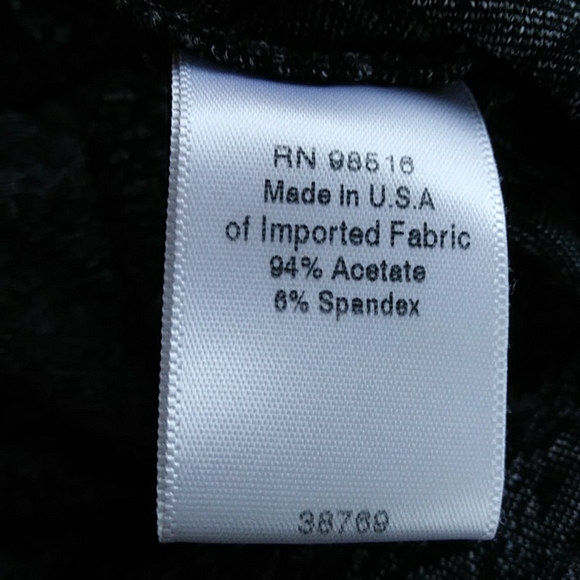 RN 98516
Made in U.S.A
of Imported Fabric
94% Acetate
6% Spandex
38769